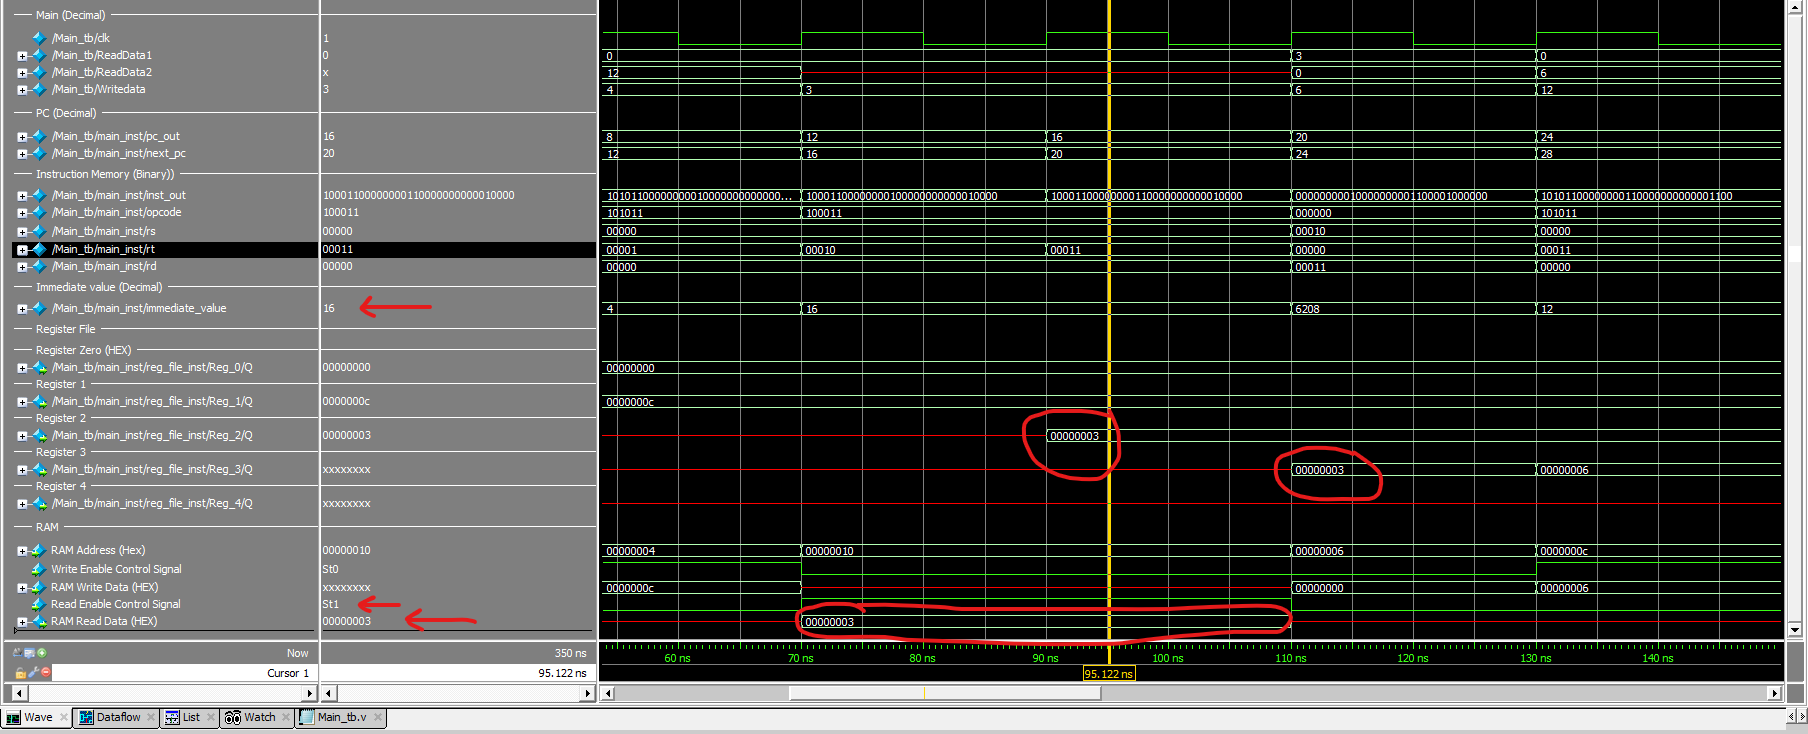 Main (Decimal)
/Main_tb/clk 1
/Main_tb/ReadData1 0 0 3 0
/Main_tb/ReadData2 x 12 0 6
/Main_tb/Writedata 3 4 3 6 12
PC (Decimal)
/Main_tb/main_inst/pc_out 16 8 12 16 20 24
/Main_tb/main_inst/next_pc 20 12 16 20 24 28
Instruction Memory (Binary))
/Main_tb/main_inst/inst_out 10001100000000110000000000010000 1010110000000001000000000000... 10001100000000100000000000010000 10001100000000110000000000010000 00000000010000000001100001000000 10101100000000110000000000001100
/Main_tb/main_inst/opcode 100011 101011 100011 000000 101011
/Main_tb/main_inst/rs 00000 00000 00010 00000
/Main_tb/main_inst/rt 00011 00001 00010 00011 00000 00011
/Main_tb/main_inst/rd 00000 00000 00011 00000
Immediate value (Decimal)
/Main_tb/main_inst/immediate_value 16 4 16 6208 12
Register File
Register Zero (HEX)
/Main_tb/main_inst/reg_file_inst/Reg_0/Q 00000000 00000000
Register 1
/Main_tb/main_inst/reg_file_inst/Reg_1/Q 0000000c 0000000c
Register 2
/Main_tb/main_inst/reg_file_inst/Reg_2/Q 00000003 00000003
Register 3
/Main_tb/main_inst/reg_file_inst/Reg_3/Q xxxxxxxx 00000003 00000006
Register 4
/Main_tb/main_inst/reg_file_inst/Reg_4/Q xxxxxxxx
RAM
RAM Address (Hex) 00000010 00000004 00000010 00000006 0000000c
Write Enable Control Signal St0
RAM Write Data (HEX) xxxxxxxx 0000000c 00000000 00000006
Read Enable Control Signal St1
RAM Read Data (HEX) 00000003 00000003
Now 350 ns 60 ns 70 ns 80 ns 90 ns 100 ns 110 ns 120 ns 130 ns 140 ns
Cursor 1 95.122 ns 95.122 ns
Wave Dataflow List Watch Main_tb.v